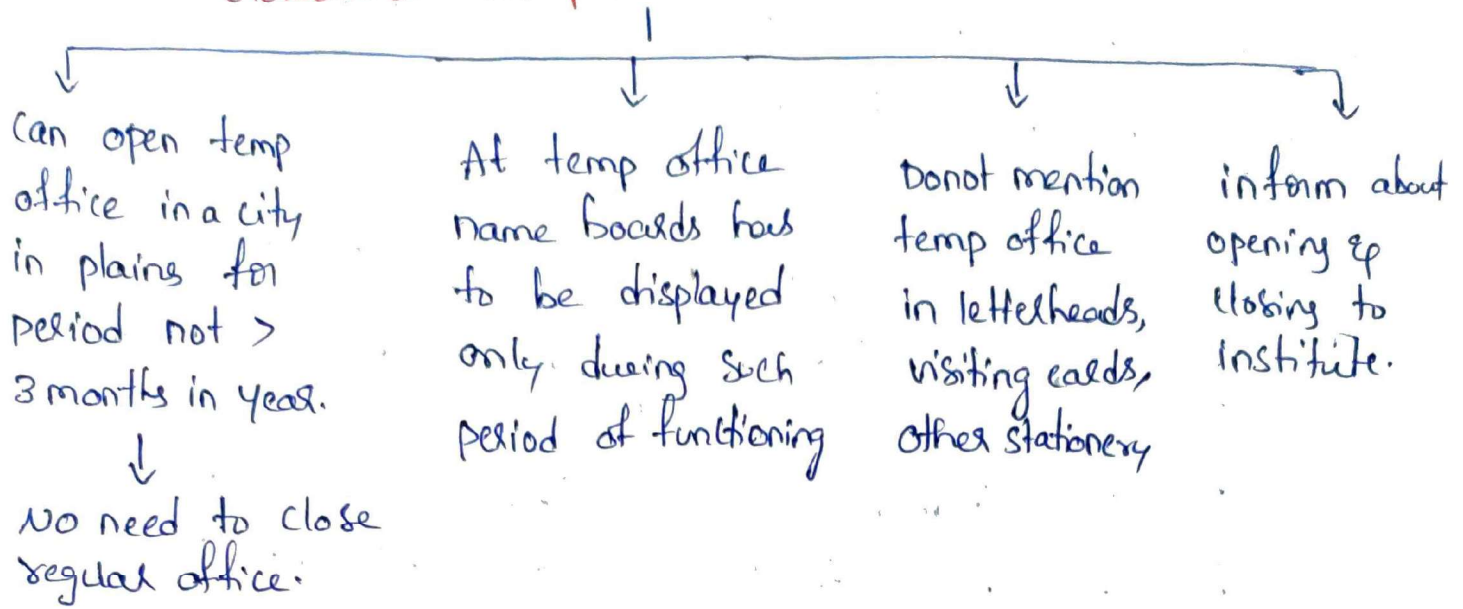 Can open temp
office in a city
in plains for
period not >
3 months in year.
No need to close
regular office.
At temp office
name boards has
to be displayed
only during such
period of functioning
Donot mention
temp office
in letterheads,
visiting cards,
other stationery
inform about
opening &
closing to
institute.